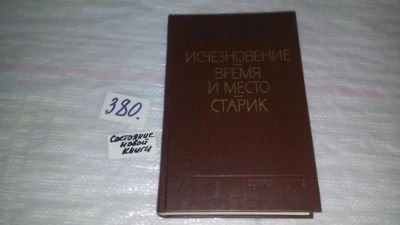 380.
Состояние
новой
книги
ИСЧЕЗНОВЕНИЕ
ВРЕМЯ
И МЕСТО
СТАРИК